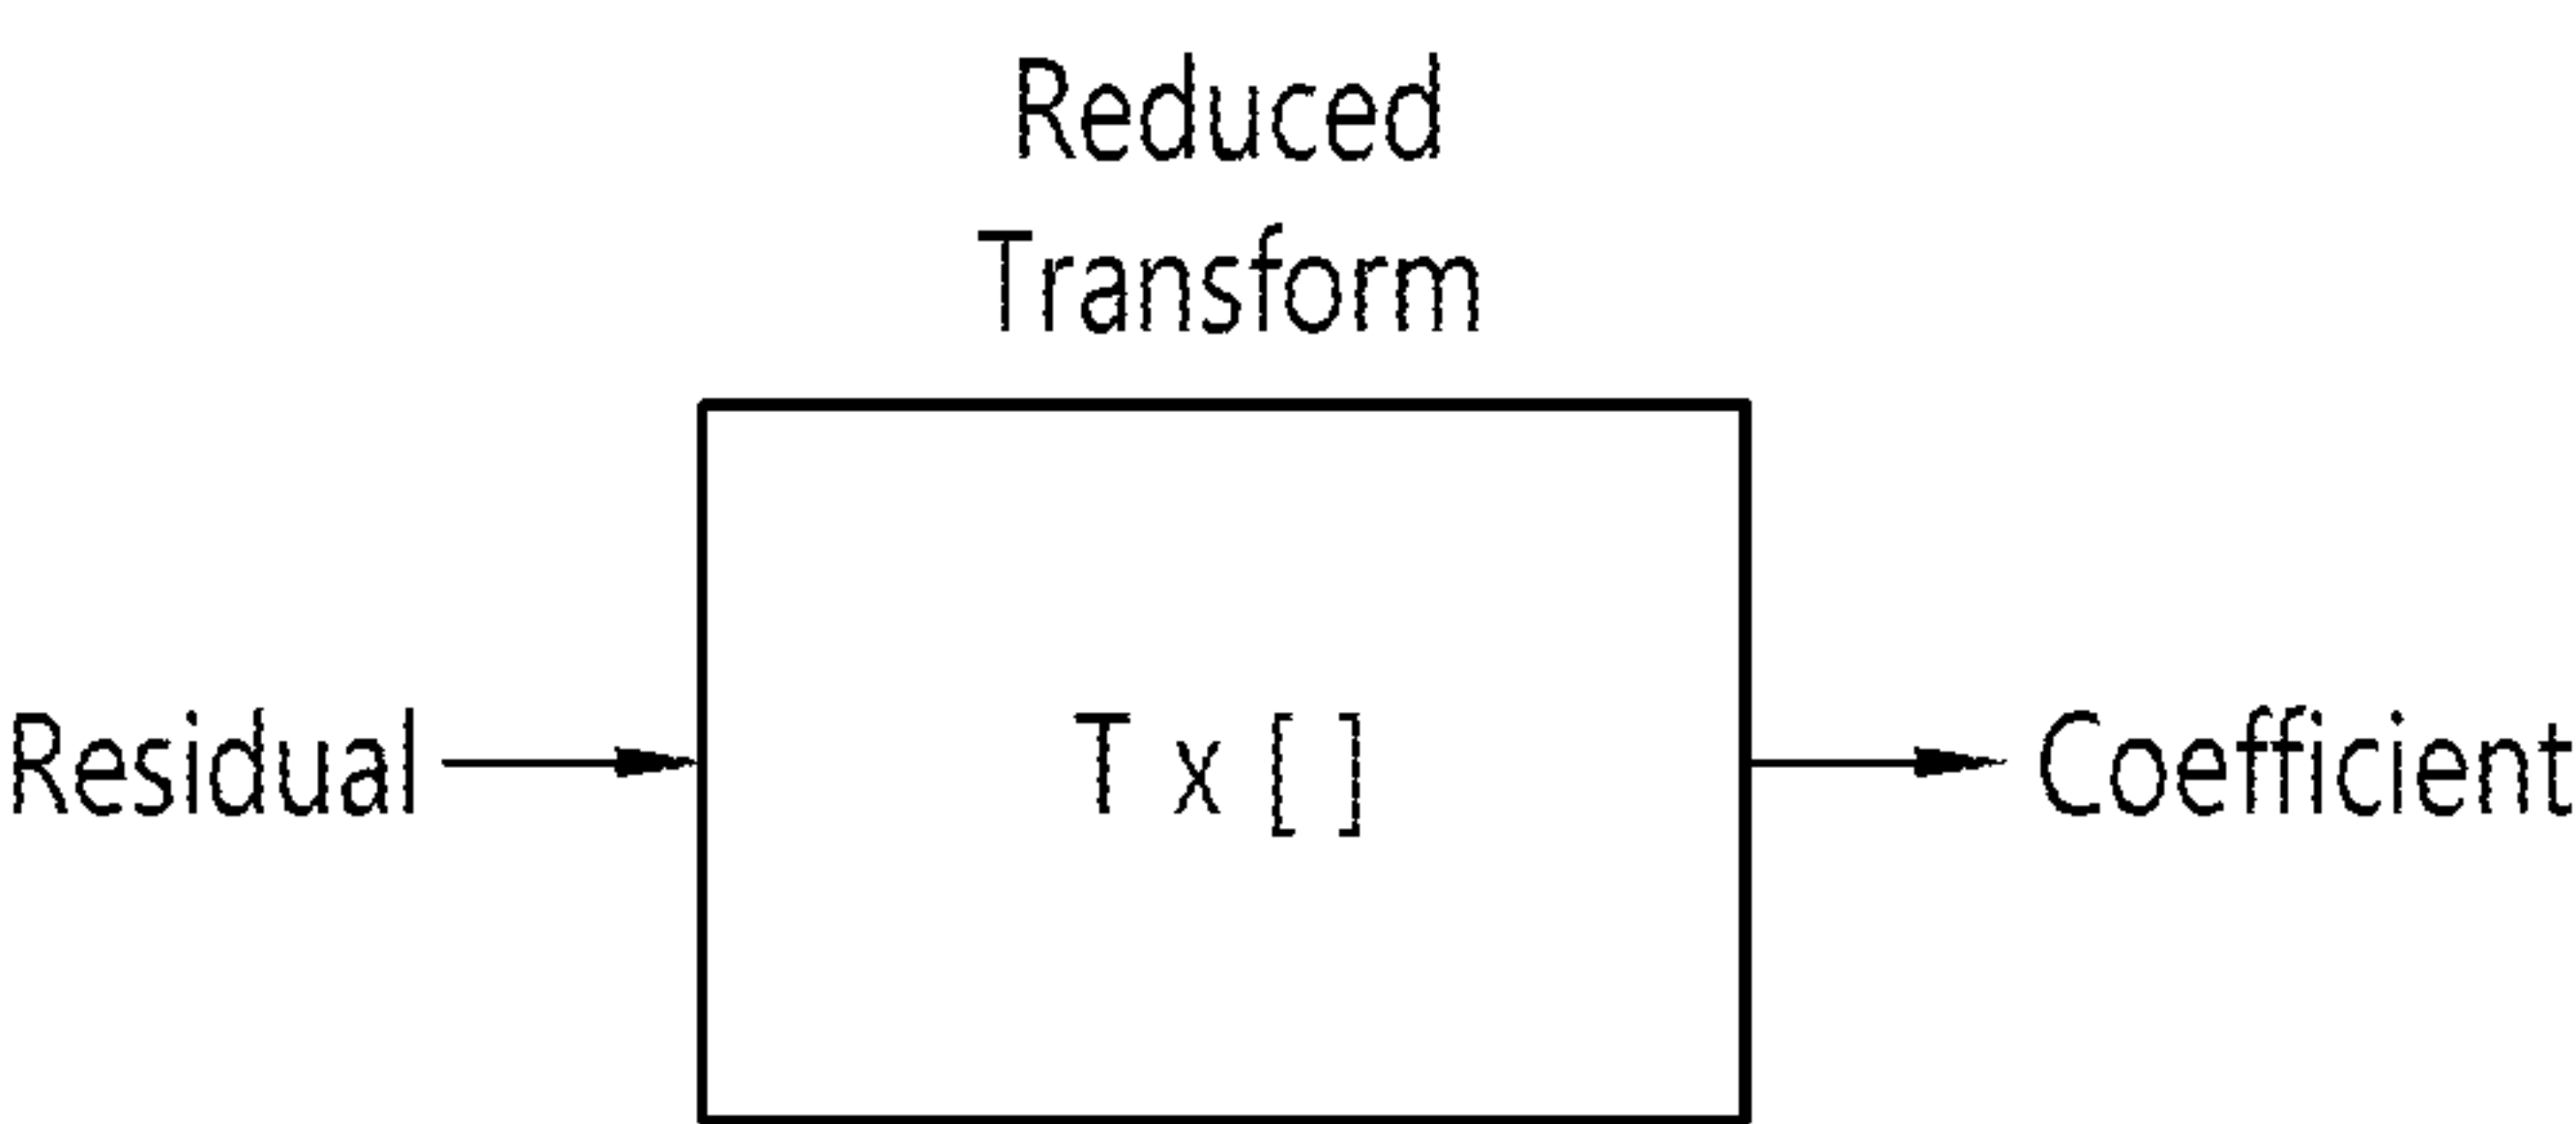 Reduced
Transform
Residual
T x [ ]
Coefficient